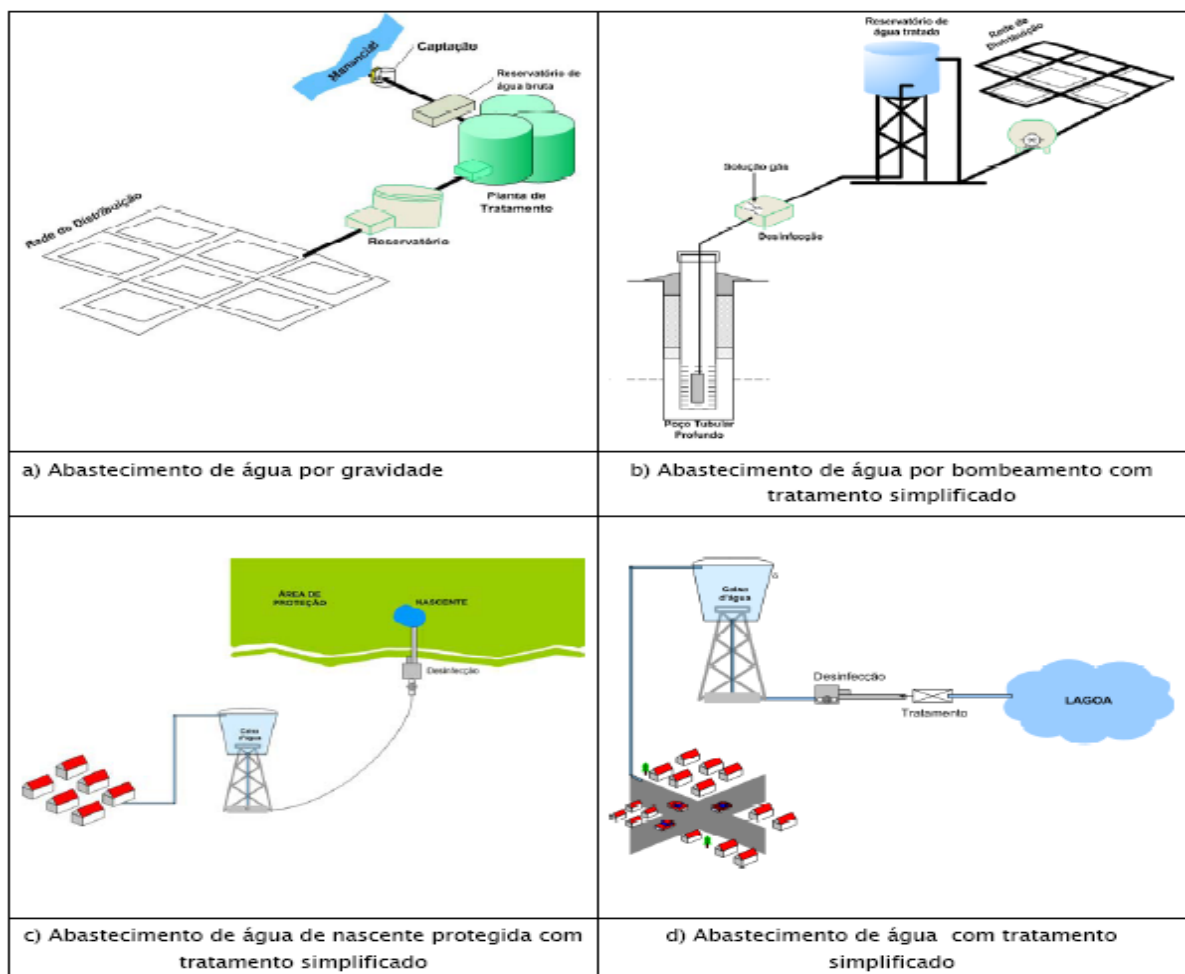 Manancial
Captação
Reservatório de
água bruta
Planta de
Tratamento
Reservatório
Rede de Distribuição
a) Abastecimento de água por gravidade
Reservatório de
água tratada
Rede de
Distribuição
Solução gás
Desinfecção
Poço Tubular
Profundo
b) Abastecimento de água por bombeamento com
tratamento simplificado
ÁREA DE
PROTEÇÃO
NASCENTE
Desinfecção
Caixa
d'água
c) Abastecimento de água de nascente protegida com
tratamento simplificado
Caixa
d'água
Desinfecção
Tratamento
LAGOA
d) Abastecimento de água com tratamento
simplificado